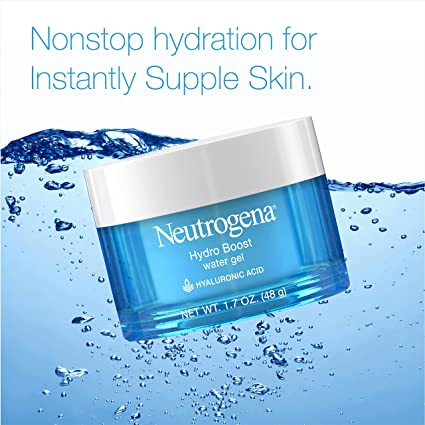 Nonstop hydration for
Instantly Supple Skin.
Neutrogena®
Hydro Boost
water gel
HYALURONIC ACID
NET WT. 1.7 OZ. (48 g)